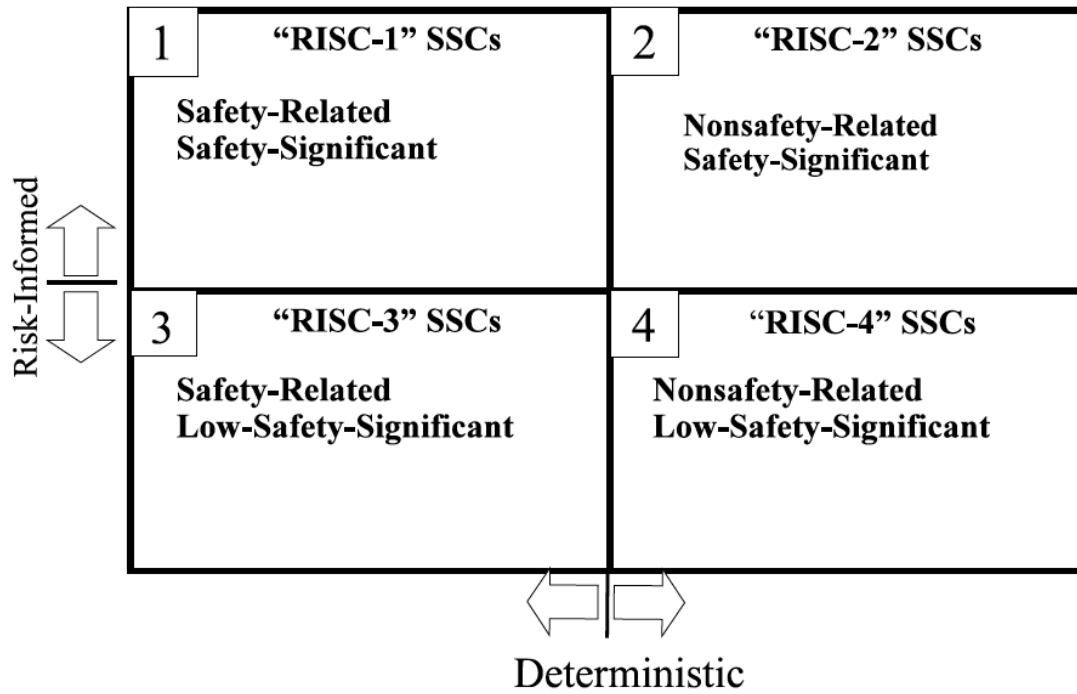 1
“RISC-1” SSCs
Safety-Related
Safety-Significant
2
“RISC-2” SSCs
Nonsafety-Related
Safety-Significant
Risk-Informed
3
“RISC-3” SSCs
Safety-Related
Low-Safety-Significant
4
“RISC-4” SSCs
Nonsafety-Related
Low-Safety-Significant
Deterministic